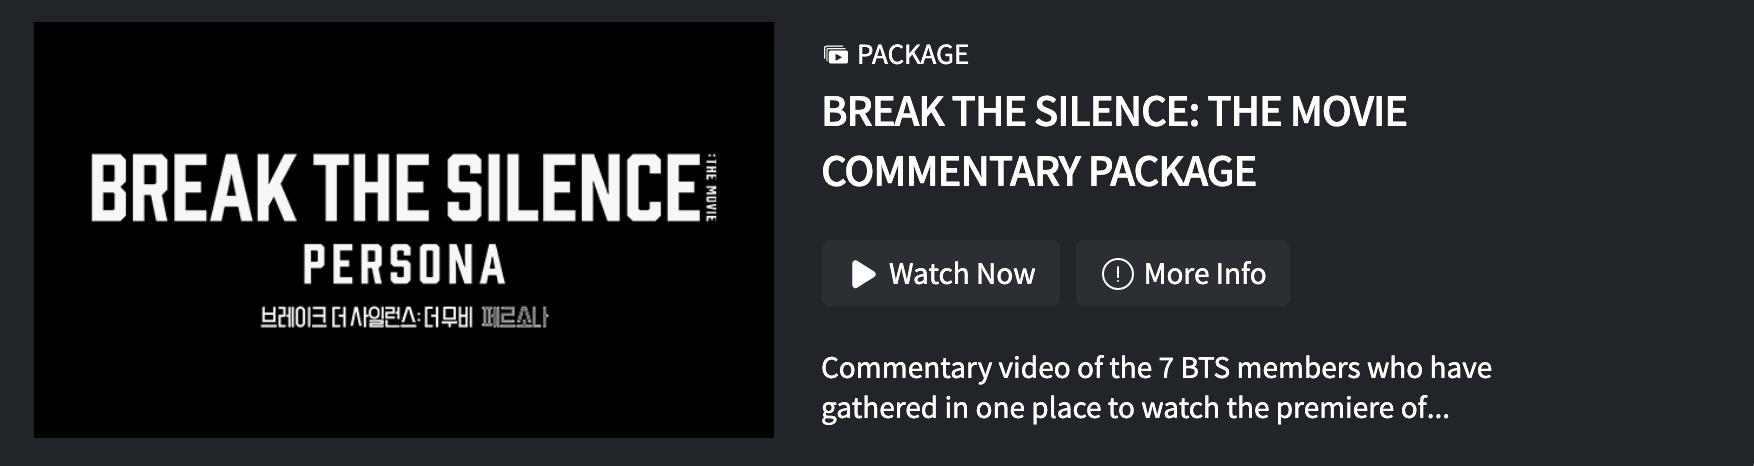 BREAK THE SILENCE
:THE MOVIE
PERSONA
브레이크 더 사일런스: 더 무비 페르소나
PACKAGE
BREAK THE SILENCE: THE MOVIE
COMMENTARY PACKAGE
Watch Now
More Info
Commentary video of the 7 BTS members who have
gathered in one place to watch the premiere of...